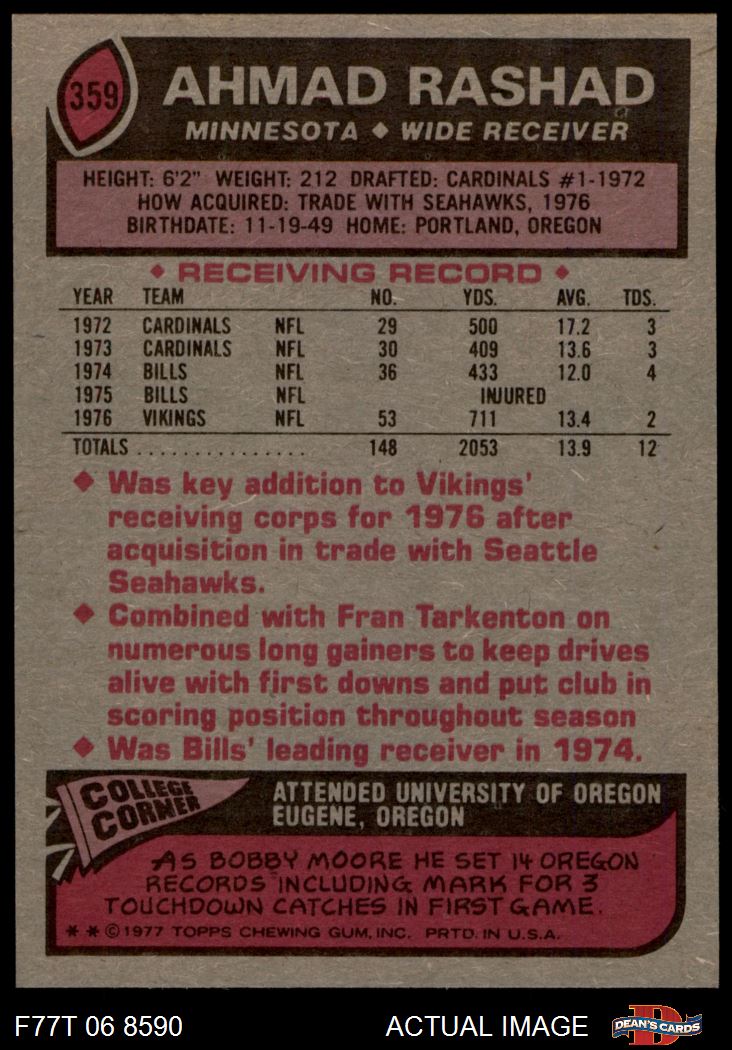 359
AHMAD RASHAD
MINNESOTA ◆ WIDE RECEIVER
HEIGHT: 6'2" WEIGHT: 212 DRAFTED: CARDINALS #1-1972
HOW ACQUIRED: TRADE WITH SEAHAWKS, 1976
BIRTHDATE: 11-19-49 HOME: PORTLAND, OREGON
◆ RECEIVING RECORD ◆
YEAR TEAM NO. YDS. AVG. TDS.
1972 CARDINALS NFL 29 500 17.2 3
1973 CARDINALS NFL 30 409 13.6 3
1974 BILLS NFL 36 433 12.0 4
1975 BILLS NFL INJURED
1976 VIKINGS NFL 53 711 13.4 2
TOTALS . . . . . . . . . . . . . . . 148 2053 13.9 12
◆ Was key addition to Vikings'
receiving corps for 1976 after
acquisition in trade with Seattle
Seahawks.
◆ Combined with Fran Tarkenton on
numerous long gainers to keep drives
alive with first downs and put club in
scoring position throughout season
◆ Was Bills' leading receiver in 1974.
COLLEGE
CORNER
ATTENDED UNIVERSITY OF OREGON
EUGENE, OREGON
AS BOBBY MOORE HE SET 14 OREGON
RECORDS INCLUDING MARK FOR 3
TOUCHDOWN CATCHES IN FIRST GAME.
* * © 1977 TOPPS CHEWING GUM, INC. PRTD. IN U.S.A.
F77T 06 8590 ACTUAL IMAGE
D
DEAN'S CARDS